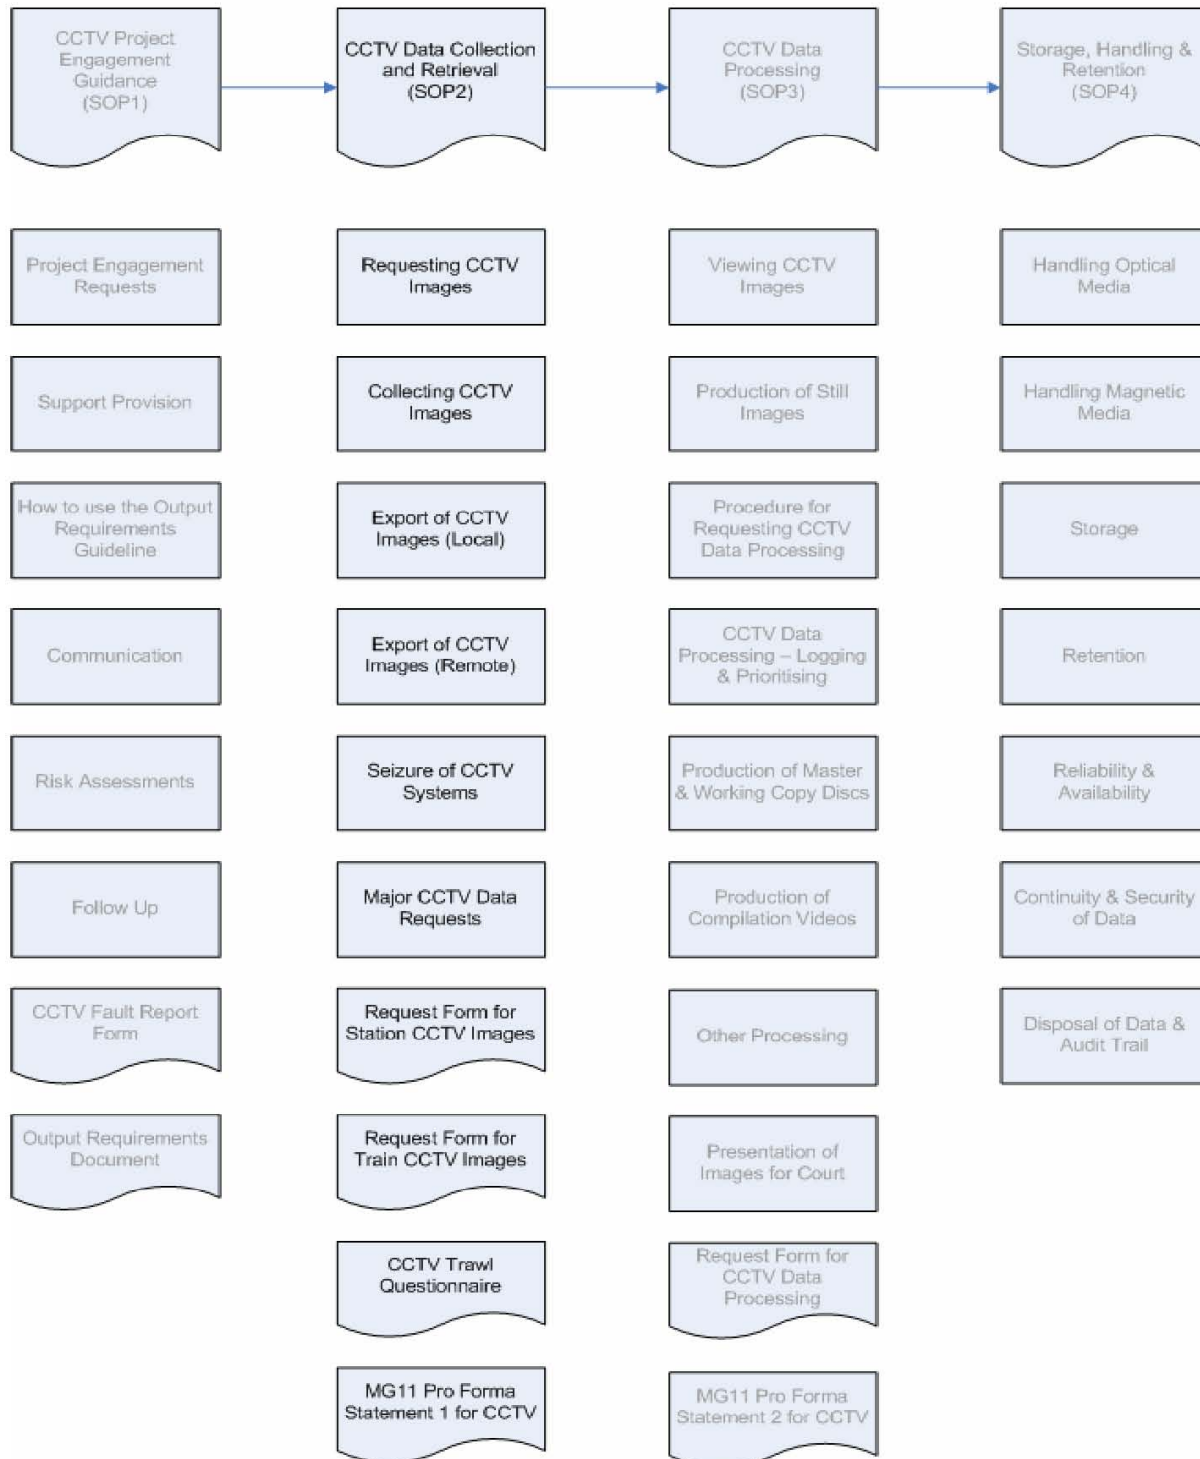 CCTV Project
Engagement
Guidance
(SOP1)
CCTV Data Collection
and Retrieval
(SOP2)
CCTV Data
Processing
(SOP3)
Storage, Handling &
Retention
(SOP4)
Project Engagement
Requests
Requesting CCTV
Images
Viewing CCTV
Images
Handling Optical
Media
Support Provision
Collecting CCTV
Images
Production of Still
Images
Handling Magnetic
Media
How to use the Output
Requirements
Guideline
Export of CCTV
Images (Local)
Procedure for
Requesting CCTV
Data Processing
Storage
Communication
Export of CCTV
Images (Remote)
CCTV Data
Processing – Logging
& Prioritising
Retention
Risk Assessments
Seizure of CCTV
Systems
Production of Master
& Working Copy Discs
Reliability &
Availability
Follow Up
Major CCTV Data
Requests
Production of
Compilation Videos
Continuity & Security
of Data
CCTV Fault Report
Form
Request Form for
Station CCTV Images
Other Processing
Disposal of Data &
Audit Trail
Output Requirements
Document
Request Form for
Train CCTV Images
Presentation of
Images for Court
CCTV Trawl
Questionnaire
Request Form for
CCTV Data
Processing
MG11 Pro Forma
Statement 1 for CCTV
MG11 Pro Forma
Statement 2 for CCTV